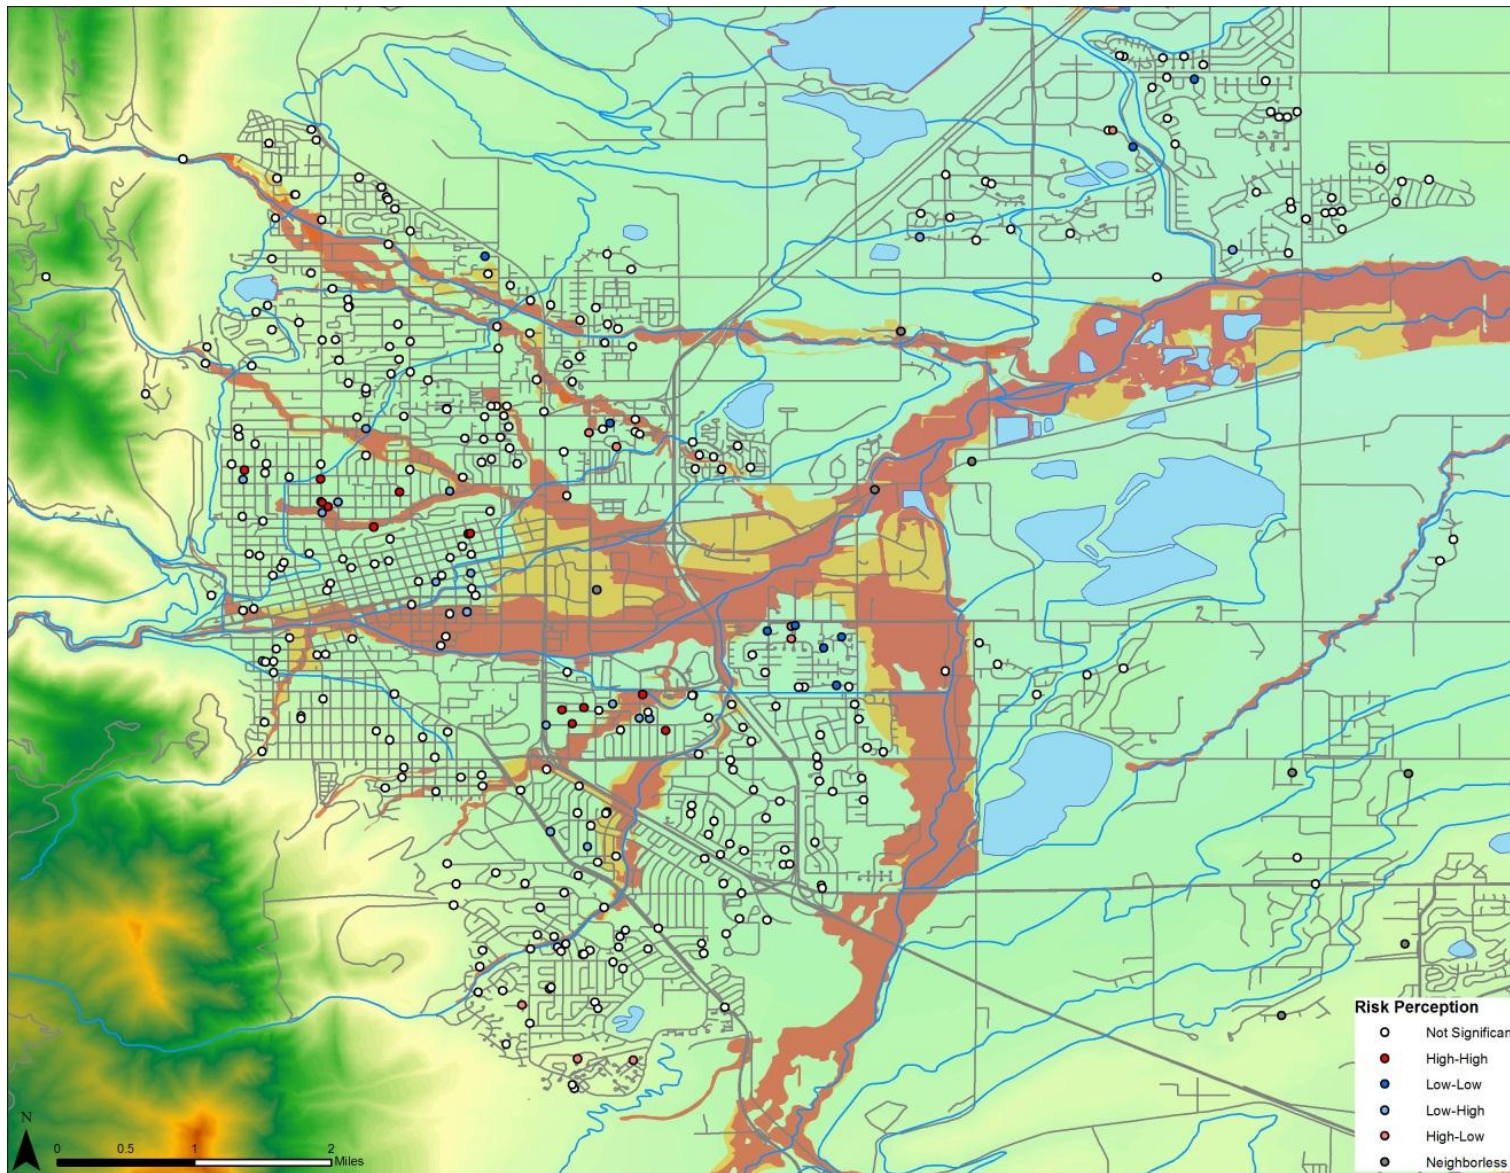 Risk Perception
Not Significan
High-High
Low-Low
Low-High
High-Low
Neighborless
N
0 0.5 1 2
Miles